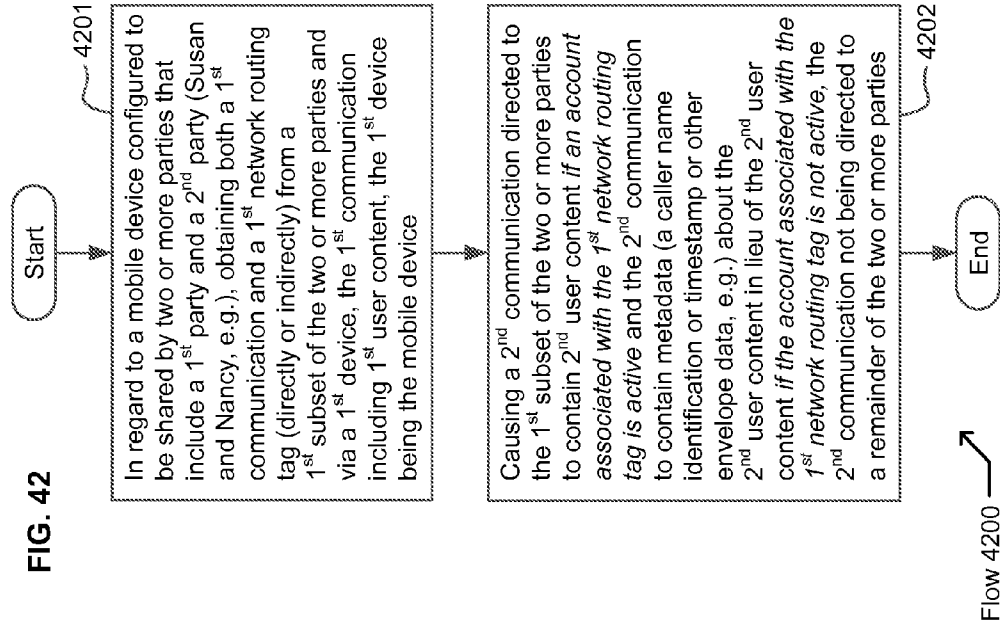 FIG. 42
Start
4201
In regard to a mobile device configured to
be shared by two or more parties that
include a 1st party and a 2nd party (Susan
and Nancy, e.g.), obtaining both a 1st
communication and a 1st network routing
tag (directly or indirectly) from a
1st subset of the two or more parties and
via a 1st device, the 1st communication
including 1st user content, the 1st device
being the mobile device
Causing a 2nd communication directed to
the 1st subset of the two or more parties
to contain 2nd user content if an account
associated with the 1st network routing
tag is active and the 2nd communication
to contain metadata (a caller name
identification or timestamp or other
envelope data, e.g.) about the
2nd user content in lieu of the 2nd user
content if the account associated with the
1st network routing tag is not active, the
2nd communication not being directed to
a remainder of the two or more parties
4202
End
Flow 4200